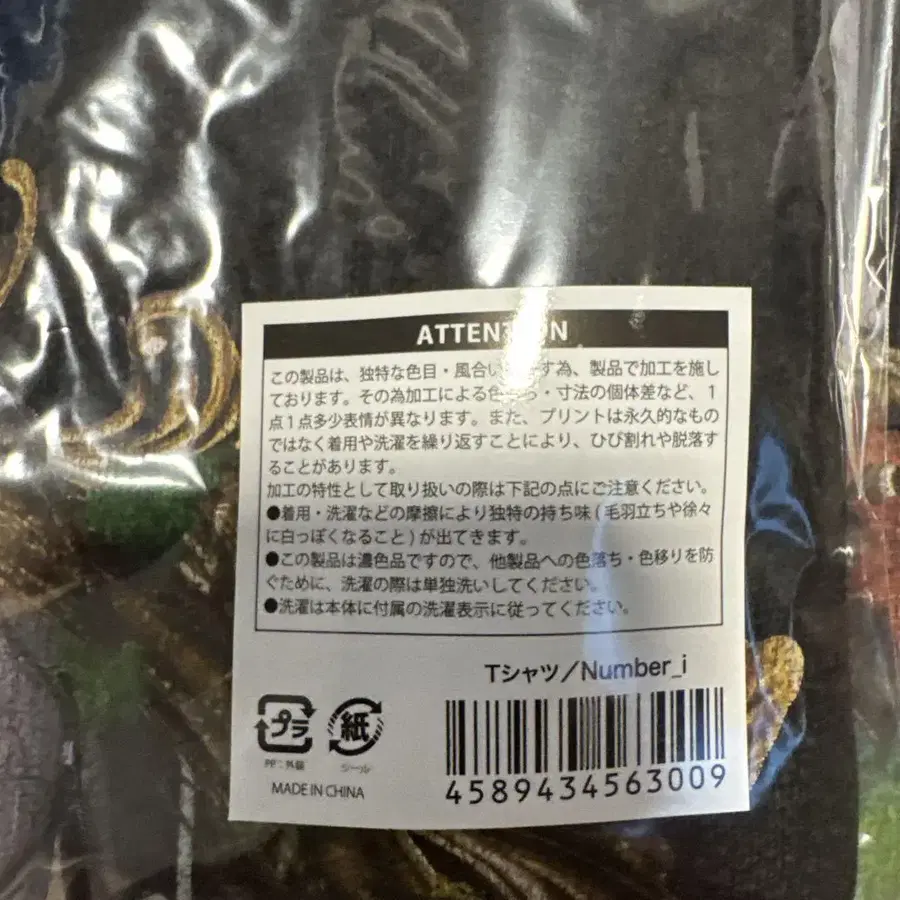 ATTENTION
この製品は、独特な色目・風合い す為、製品で加工を施し
ております。その為加工による色 ・寸法の個体差など、1
点1点多少表情が異なります。また、プリントは永久的なもの
ではなく着用や洗濯を繰り返すことにより、ひび割れや脱落す
ることがあります。
加工の特性として取り扱いの際は下記の点にご注意ください。
●着用・洗濯などの摩擦により独特の持ち味(毛羽立ちや徐々
に白っぽくなること)が出てきます。
●この製品は濃色品ですので、他製品への色落ち・色移りを防
ぐために、洗濯の際は単独洗いしてください。
●洗濯は本体に付属の洗濯表示に従ってください。
Tシャツ/Number_i
プラ
紙
PP:外袋
シール
MADE IN CHINA
4589434563009